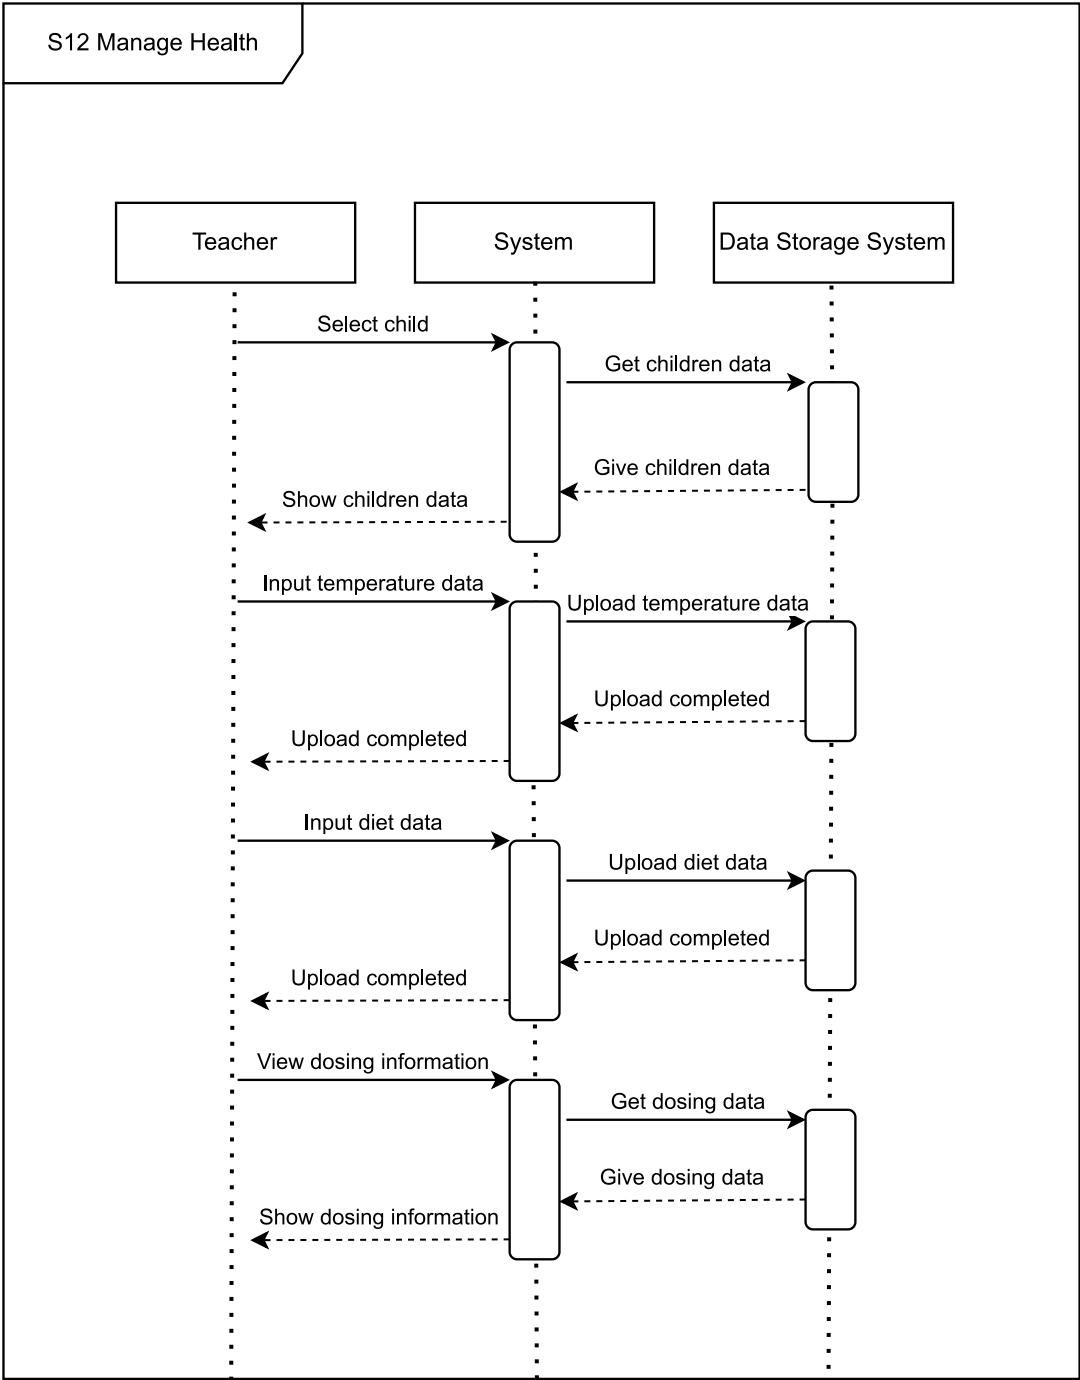 S12 Manage Health
Teacher
System
Data Storage System
Select child
Get children data
Give children data
Show children data
Input temperature data
Upload temperature data
Upload completed
Upload completed
Input diet data
Upload diet data
Upload completed
Upload completed
View dosing information
Get dosing data
Give dosing data
Show dosing information